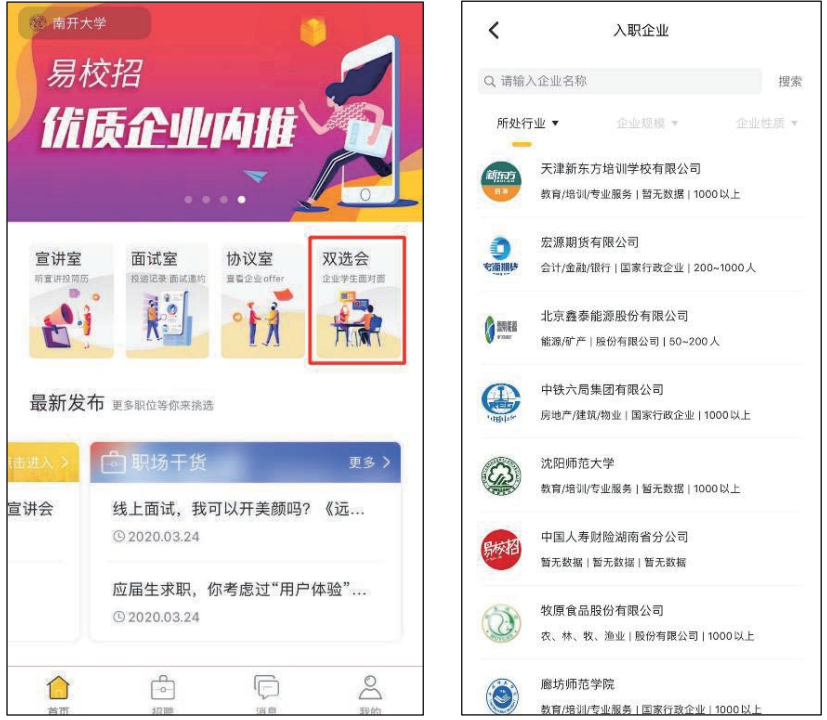 南开大学
易校招
优质企业内推
宣讲室
听宣讲投简历
面试室
投递记录 面试邀约
协议室
查看企业offer
双选会
企业学生面对面
最新发布 更多职位等你来挑选
点击进入 >
职场干货
更多 >
宣讲会
线上面试，我可以开美颜吗？《远...
2020.03.24
应届生求职，你考虑过“用户体验”...
2020.03.24
首页
招聘
消息
我的
入职企业
请输入企业名称
搜索
所处行业 ▼
企业规模 ▼
企业性质 ▼
新东方
天津新东方培训学校有限公司
教育/培训/专业服务 | 暂无数据 | 1000以上
宏源期货
宏源期货有限公司
会计/金融/银行 | 国家行政企业 | 200~1000人
北京鑫泰能源股份有限公司
能源/矿产 | 股份有限公司 | 50~200人
中铁六局集团有限公司
房地产/建筑/物业 | 国家行政企业 | 1000以上
沈阳师范大学
教育/培训/专业服务 | 暂无数据 | 1000以上
易校招
中国人寿财险湖南省分公司
暂无数据 | 暂无数据 | 暂无数据
牧原食品股份有限公司
农、林、牧、渔业 | 股份有限公司 | 1000以上
廊坊师范学院
教育/培训/专业服务 | 国家行政企业 | 1000以上